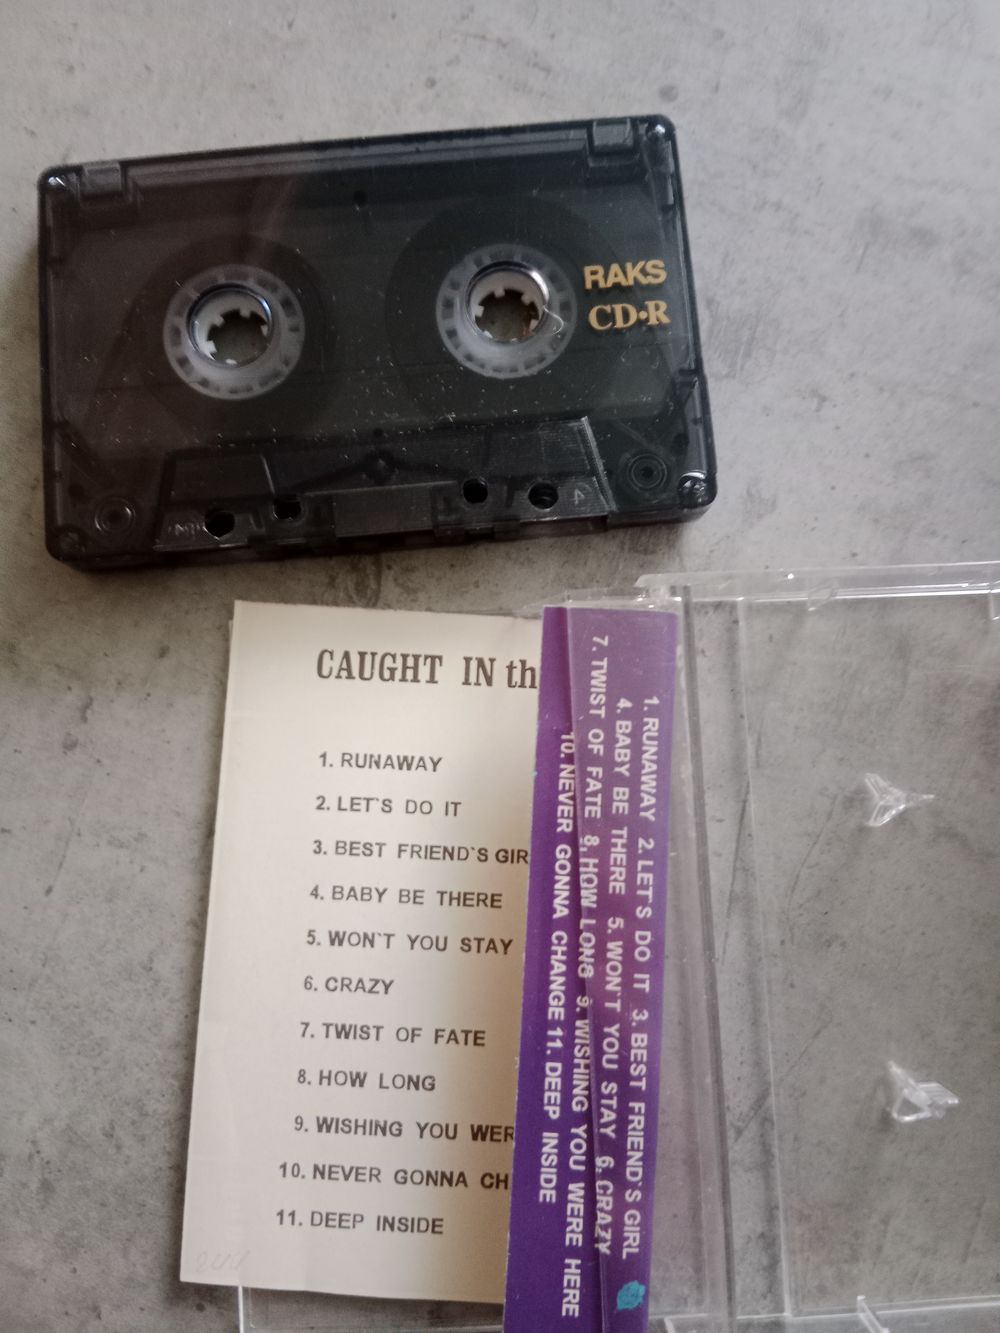 RAKS
CD•R
CAUGHT IN th
1. RUNAWAY
2. LET`S DO IT
3. BEST FRIEND`S GIR
4. BABY BE THERE
5. WON`T YOU STAY
6. CRAZY
7. TWIST OF FATE
8. HOW LONG
9. WISHING YOU WER
10. NEVER GONNA CH
11. DEEP INSIDE
1. RUNAWAY 2. LET`S DO IT 3. BEST FRIEND`S GIRL
4. BABY BE THERE 5. WON`T YOU STAY 6. CRAZY
7. TWIST OF FATE 8. HOW LONG 9. WISHING YOU WERE HERE
10. NEVER GONNA CHANGE 11. DEEP INSIDE